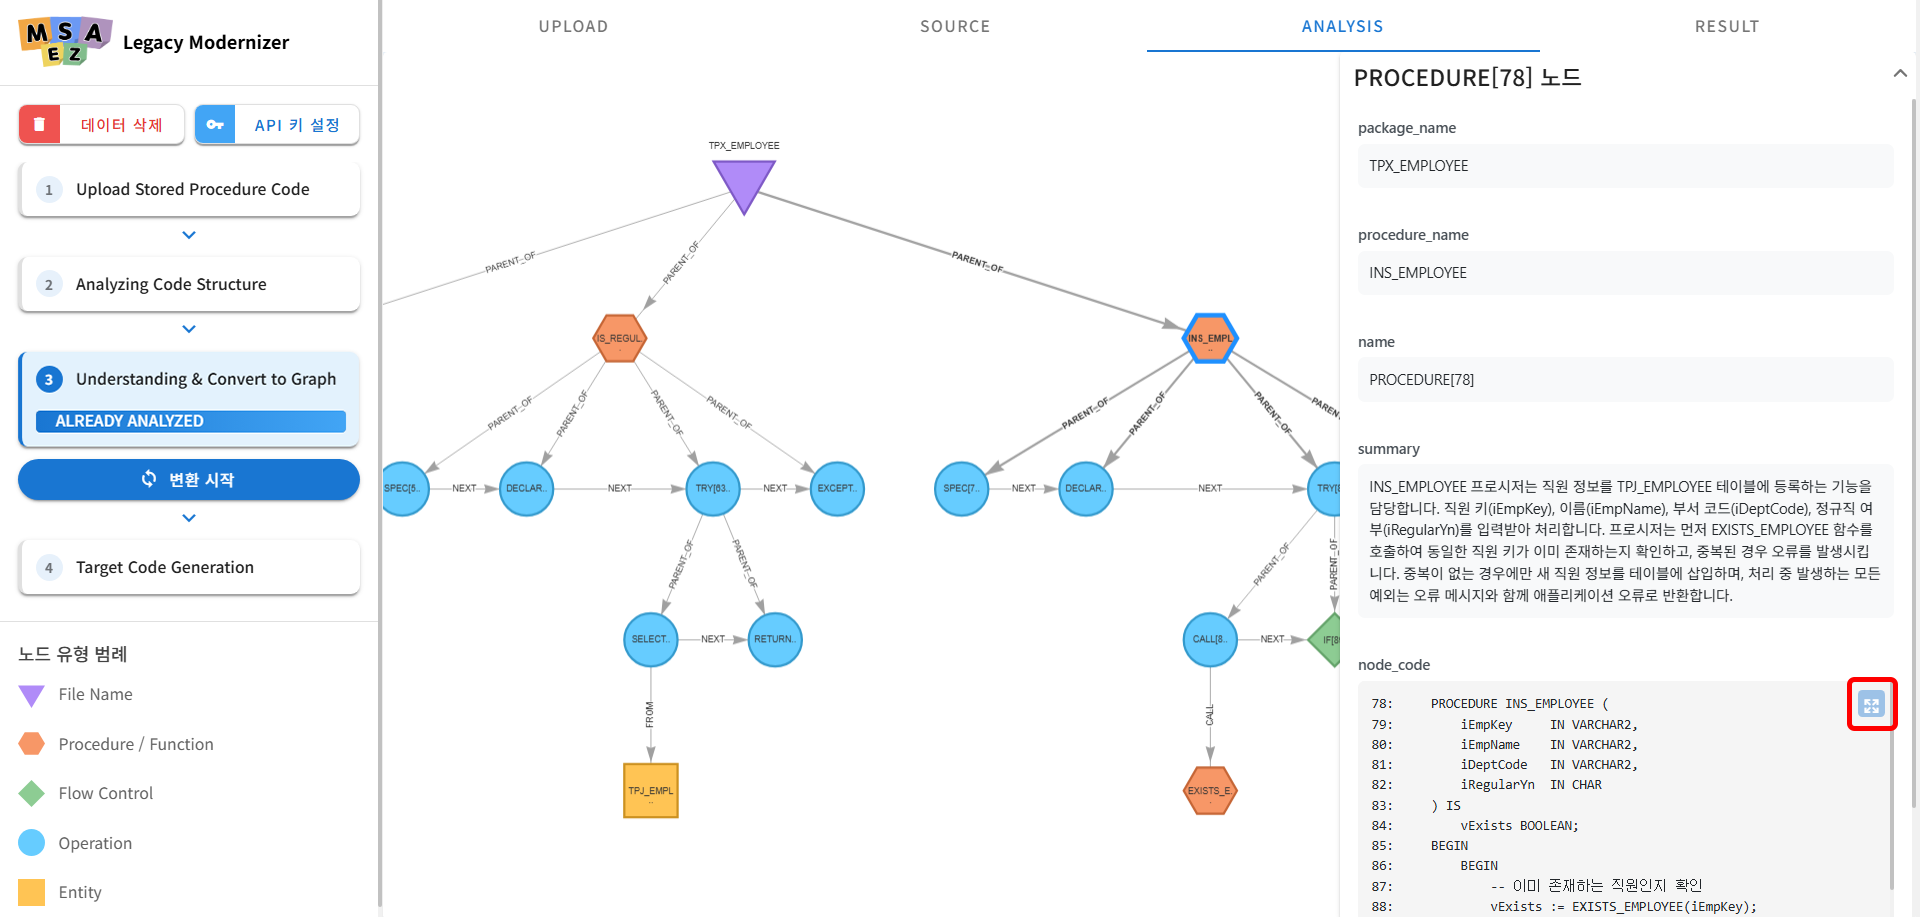 MSA
EZ
Legacy Modernizer
UPLOAD
SOURCE
ANALYSIS
RESULT
데이터 삭제
API 키 설정
1 Upload Stored Procedure Code
2 Analyzing Code Structure
3 Understanding & Convert to Graph
ALREADY ANALYZED
변환 시작
4 Target Code Generation
노드 유형 범례
File Name
Procedure / Function
Flow Control
Operation
Entity
TPX_EMPLOYEE
PARENT_OF
PARENT_OF
PARENT_OF
IS_REGUL..
INS_EMPL..
PARENT_OF
PARENT_OF
PARENT_OF
PARENT_OF
PARENT_OF
PARENT_OF
PARENT_OF
PAREN
SPEC[5..
NEXT
DECLAR..
NEXT
TRY[63..
NEXT
EXCEPT..
SPEC[7..
NEXT
DECLAR..
NEXT
TRY[8
PARENT_OF
PARENT_OF
PARENT_OF
PARENT_OF
SELECT..
NEXT
RETURN..
CALL[8..
NEXT
IF[8
FROM
CALL
TPJ_EMPL..
EXISTS_E..
PROCEDURE[78] 노드
package_name
TPX_EMPLOYEE
procedure_name
INS_EMPLOYEE
name
PROCEDURE[78]
summary
INS_EMPLOYEE 프로시저는 직원 정보를 TPJ_EMPLOYEE 테이블에 등록하는 기능을
담당합니다. 직원 키(iEmpKey), 이름(iEmpName), 부서 코드(iDeptCode), 정규직 여
부(iRegularYn)를 입력받아 처리합니다. 프로시저는 먼저 EXISTS_EMPLOYEE 함수를
호출하여 동일한 직원 키가 이미 존재하는지 확인하고, 중복된 경우 오류를 발생시킵
니다. 중복이 없는 경우에만 새 직원 정보를 테이블에 삽입하며, 처리 중 발생하는 모든
예외는 오류 메시지와 함께 애플리케이션 오류로 반환합니다.
node_code
78: PROCEDURE INS_EMPLOYEE (
79: iEmpKey IN VARCHAR2,
80: iEmpName IN VARCHAR2,
81: iDeptCode IN VARCHAR2,
82: iRegularYn IN CHAR
83: ) IS
84: vExists BOOLEAN;
85: BEGIN
86: BEGIN
87: -- 이미 존재하는 직원인지 확인
88: vExists := EXISTS_EMPLOYEE(iEmpKey);